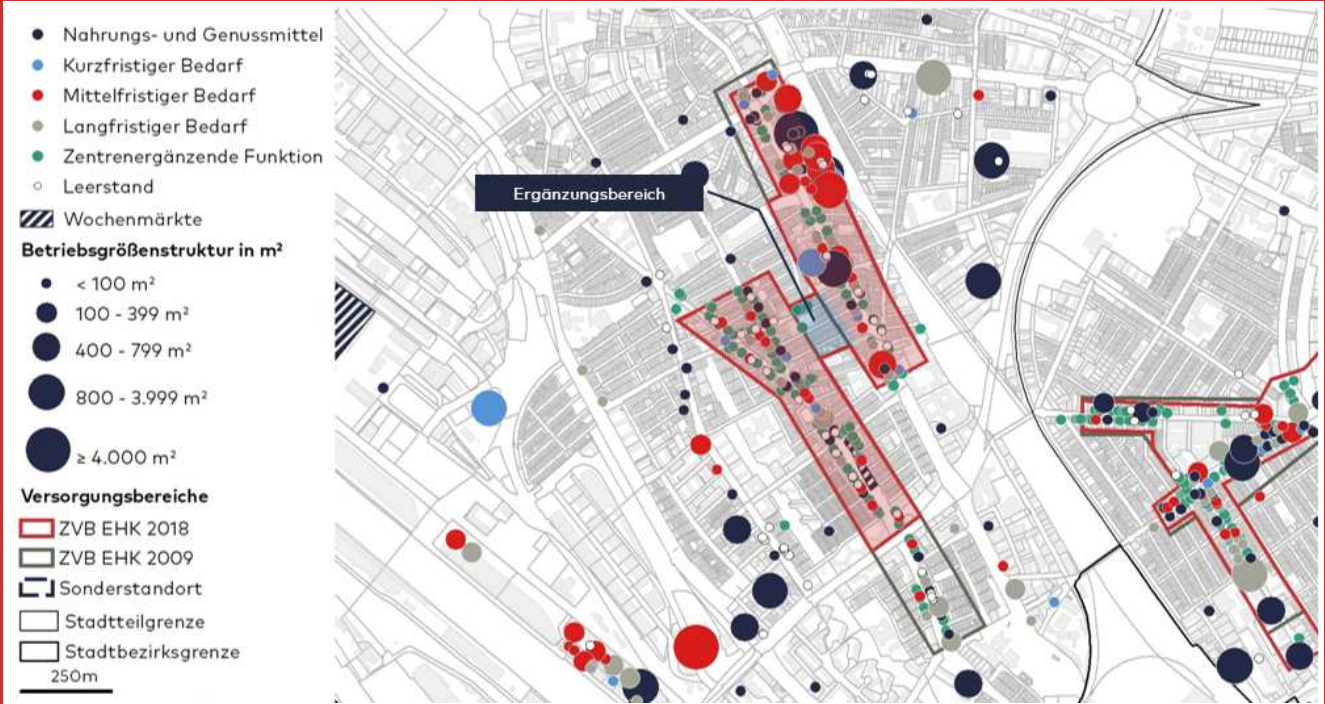 Nahrungs- und Genussmittel
Kurzfristiger Bedarf
Mittelfristiger Bedarf
Langfristiger Bedarf
Zentrenergänzende Funktion
Leerstand
Wochenmärkte
Betriebsgrößenstruktur in m²
< 100 m²
100 - 399 m²
400 - 799 m²
800 - 3.999 m²
≥ 4.000 m²
Versorgungsbereiche
ZVB EHK 2018
ZVB EHK 2009
Sonderstandort
Stadtteilgrenze
Stadtbezirksgrenze
250m
Ergänzungsbereich